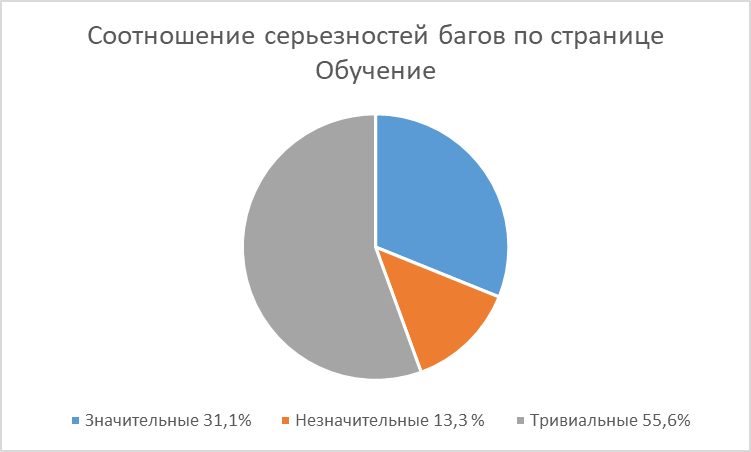 Соотношение серьезностей багов по странице
Обучение
Значительные 31,1% Незначительные 13,3 % Тривиальные 55,6%